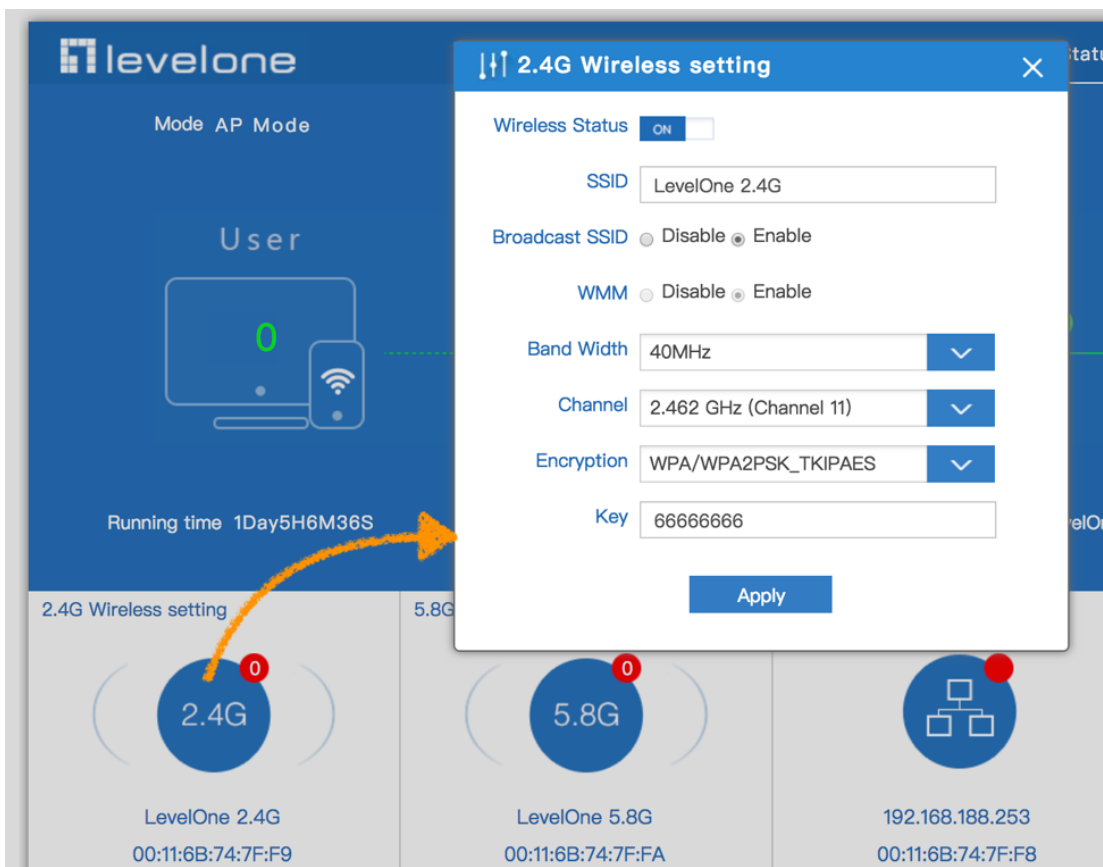 levelone
Mode AP Mode
User
0
Running time 1Day5H6M36S
2.4G Wireless setting
Wireless Status ON
SSID LevelOne 2.4G
Broadcast SSID Disable Enable
WMM Disable Enable
Band Width 40MHz
Channel 2.462 GHz (Channel 11)
Encryption WPA/WPA2PSK_TKIPAES
Key 66666666
Apply
2.4G Wireless setting
0
2.4G
LevelOne 2.4G
00:11:6B:74:7F:F9
5.8G
0
5.8G
LevelOne 5.8G
00:11:6B:74:7F:FA
192.168.188.253
00:11:6B:74:7F:F8